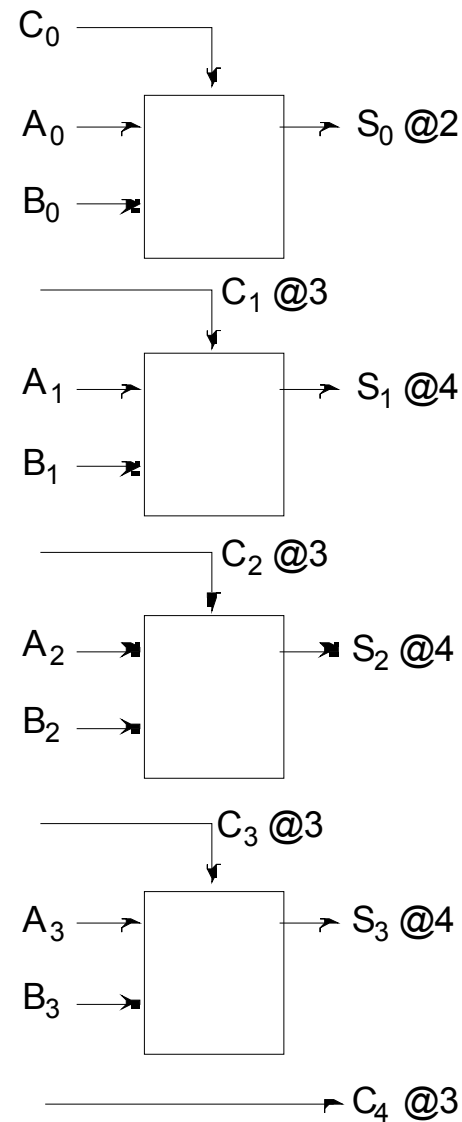 C₀
A₀ S₀ @2
B₀
C₁ @3
A₁ S₁ @4
B₁
C₂ @3
A₂ S₂ @4
B₂
C₃ @3
A₃ S₃ @4
B₃
C₄ @3